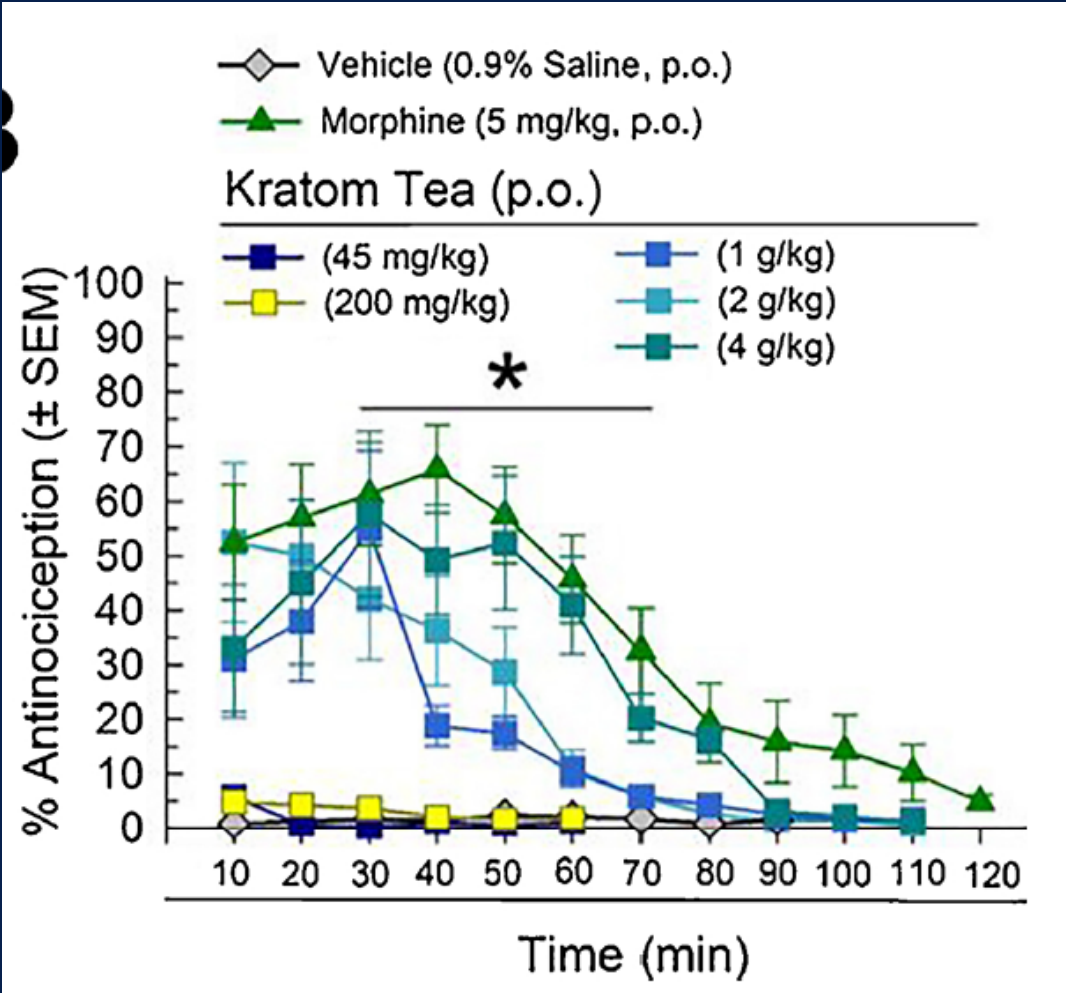 Vehicle (0.9% Saline, p.o.)
Morphine (5 mg/kg, p.o.)
Kratom Tea (p.o.)
(45 mg/kg)
(200 mg/kg)
(1 g/kg)
(2 g/kg)
(4 g/kg)
% Antinociception (± SEM)
100
90
80
70
60
50
40
30
20
10
0
*
10 20 30 40 50 60 70 80 90 100 110 120
Time (min)